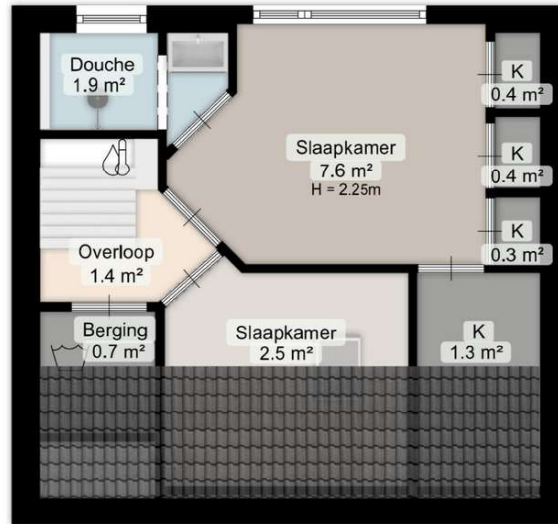 Douche
1.9 m²
K
0.4 m²
Slaapkamer
7.6 m²
H = 2.25m
K
0.4 m²
K
0.3 m²
Overloop
1.4 m²
Berging
0.7 m²
Slaapkamer
2.5 m²
K
1.3 m²